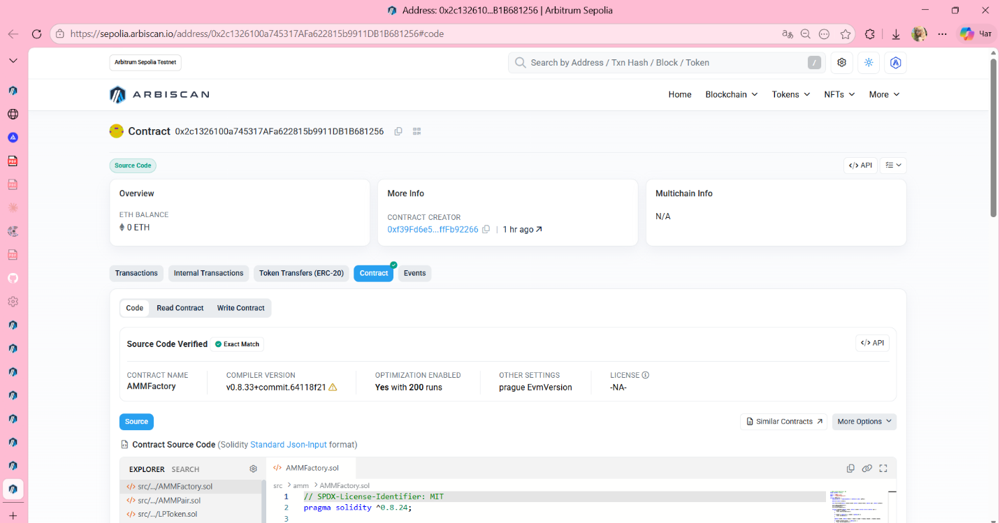 Address: 0x2c132610...B1B681256 | Arbitrum Sepolia
https://sepolia.arbiscan.io/address/0x2c1326100a745317AFa622815b9911DB1B681256#code
Чат
Arbitrum Sepolia Testnet
Search by Address / Txn Hash / Block / Token
/
ARBISCAN
Home Blockchain Tokens NFTs More
Contract 0x2c1326100a745317AFa622815b9911DB1B681256
Source Code
</> API
Overview
ETH BALANCE
0 ETH
More Info
CONTRACT CREATOR
0xf39Fd6e5...ffFb92266 | 1 hr ago
Multichain Info
N/A
Transactions Internal Transactions Token Transfers (ERC-20) Contract Events
Code Read Contract Write Contract
Source Code Verified Exact Match
</> API
CONTRACT NAME
AMMFactory
COMPILER VERSION
v0.8.33+commit.64118f21
OPTIMIZATION ENABLED
Yes with 200 runs
OTHER SETTINGS
prague EvmVersion
LICENSE
-NA-
Source
Similar Contracts
More Options
Contract Source Code (Solidity Standard Json-Input format)
EXPLORER SEARCH
</> src/.../AMMFactory.sol
</> src/.../AMMPair.sol
</> src/.../LPToken.sol
</> AMMFactory.sol
src > amm > AMMFactory.sol
1 // SPDX-License-Identifier: MIT
2 pragma solidity ^0.8.24;
3